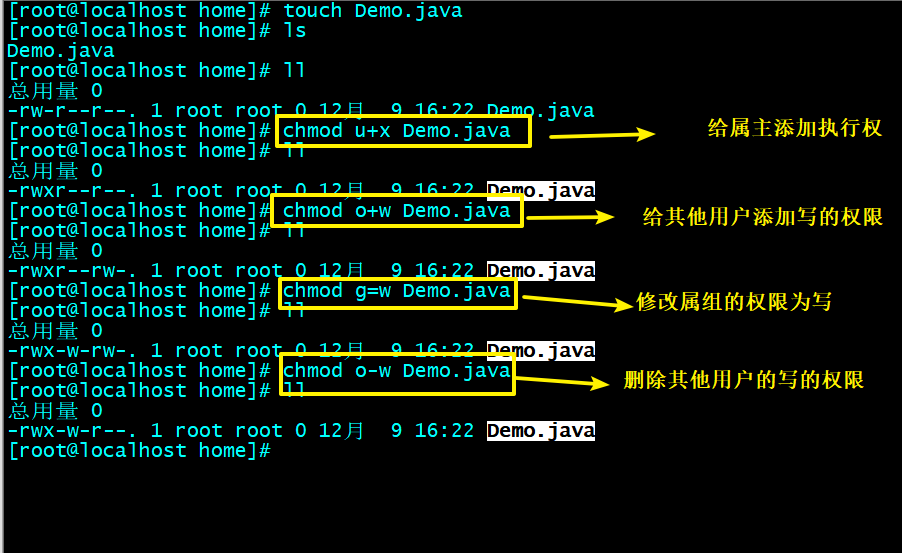 [root@localhost home]# touch Demo.java
[root@localhost home]# ls
Demo.java
[root@localhost home]# ll
总用量 0
-rw-r--r--. 1 root root 0 12月  9 16:22 Demo.java
[root@localhost home]# chmod u+x Demo.java 给属主添加执行权
[root@localhost home]# ll
总用量 0
-rwxr--r--. 1 root root 0 12月  9 16:22 Demo.java
[root@localhost home]# chmod o+w Demo.java 给其他用户添加写的权限
[root@localhost home]# ll
总用量 0
-rwxr--rw-. 1 root root 0 12月  9 16:22 Demo.java
[root@localhost home]# chmod g=w Demo.java 修改属组的权限为写
[root@localhost home]# ll
总用量 0
-rwx-w-rw-. 1 root root 0 12月  9 16:22 Demo.java
[root@localhost home]# chmod o-w Demo.java 删除其他用户的写的权限
[root@localhost home]# ll
总用量 0
-rwx-w-r--. 1 root root 0 12月  9 16:22 Demo.java
[root@localhost home]#